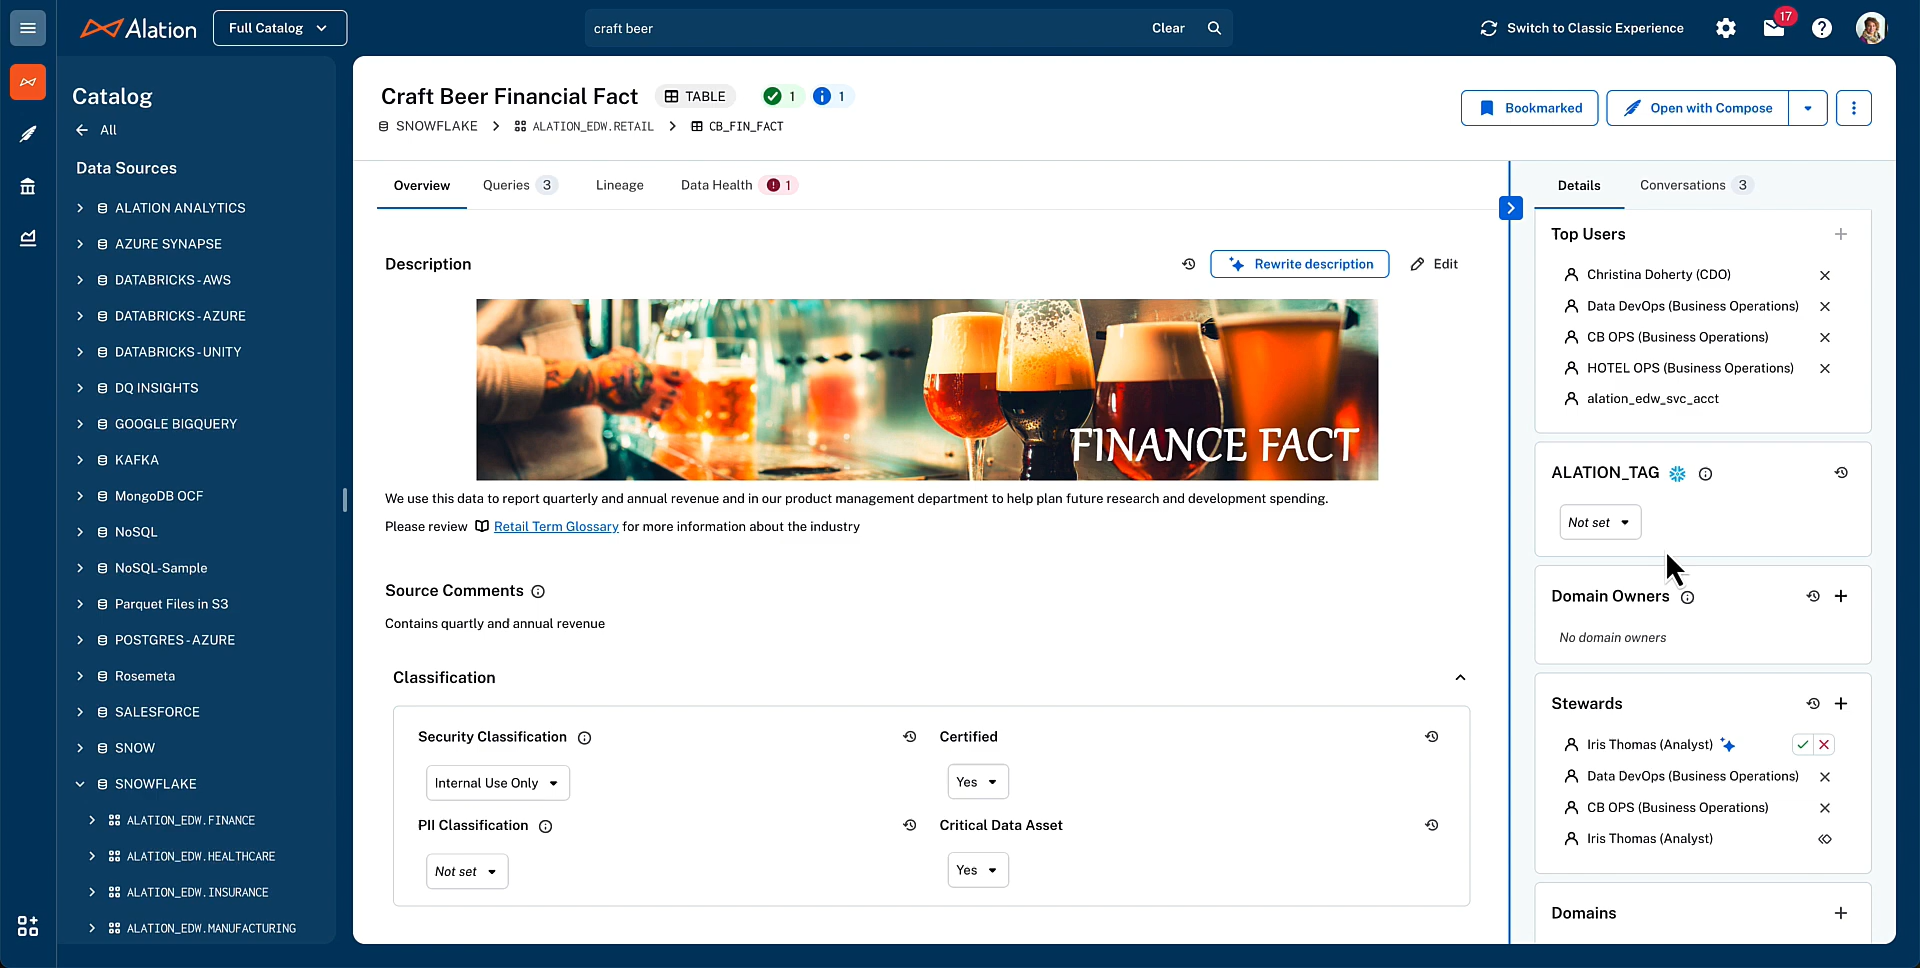 Alation
Full Catalog
craft beer
Clear
Switch to Classic Experience
17
Catalog
All
Data Sources
ALATION ANALYTICS
AZURE SYNAPSE
DATABRICKS-AWS
DATABRICKS-AZURE
DATABRICKS-UNITY
DQ INSIGHTS
GOOGLE BIGQUERY
KAFKA
MongoDB OCF
NoSQL
NoSQL-Sample
Parquet Files in S3
POSTGRES-AZURE
Rosemeta
SALESFORCE
SNOW
SNOWFLAKE
ALATION_EDW.FINANCE
ALATION_EDW.HEALTHCARE
ALATION_EDW.INSURANCE
ALATION_EDW.MANUFACTURING
Craft Beer Financial Fact TABLE 1 1
SNOWFLAKE > ALATION_EDW.RETAIL > CB_FIN_FACT
Bookmarked
Open with Compose
Overview Queries 3 Lineage Data Health 1
Description
Rewrite description
Edit
FINANCE FACT
We use this data to report quarterly and annual revenue and in our product management department to help plan future research and development spending.
Please review Retail Term Glossary for more information about the industry
Source Comments
Contains quartly and annual revenue
Classification
Security Classification
Internal Use Only
Certified
Yes
PII Classification
Not set
Critical Data Asset
Yes
Details Conversations 3
Top Users
Christina Doherty (CDO)
Data DevOps (Business Operations)
CB OPS (Business Operations)
HOTEL OPS (Business Operations)
alation_edw_svc_acct
ALATION_TAG
Not set
Domain Owners
No domain owners
Stewards
Iris Thomas (Analyst)
Data DevOps (Business Operations)
CB OPS (Business Operations)
Iris Thomas (Analyst)
Domains